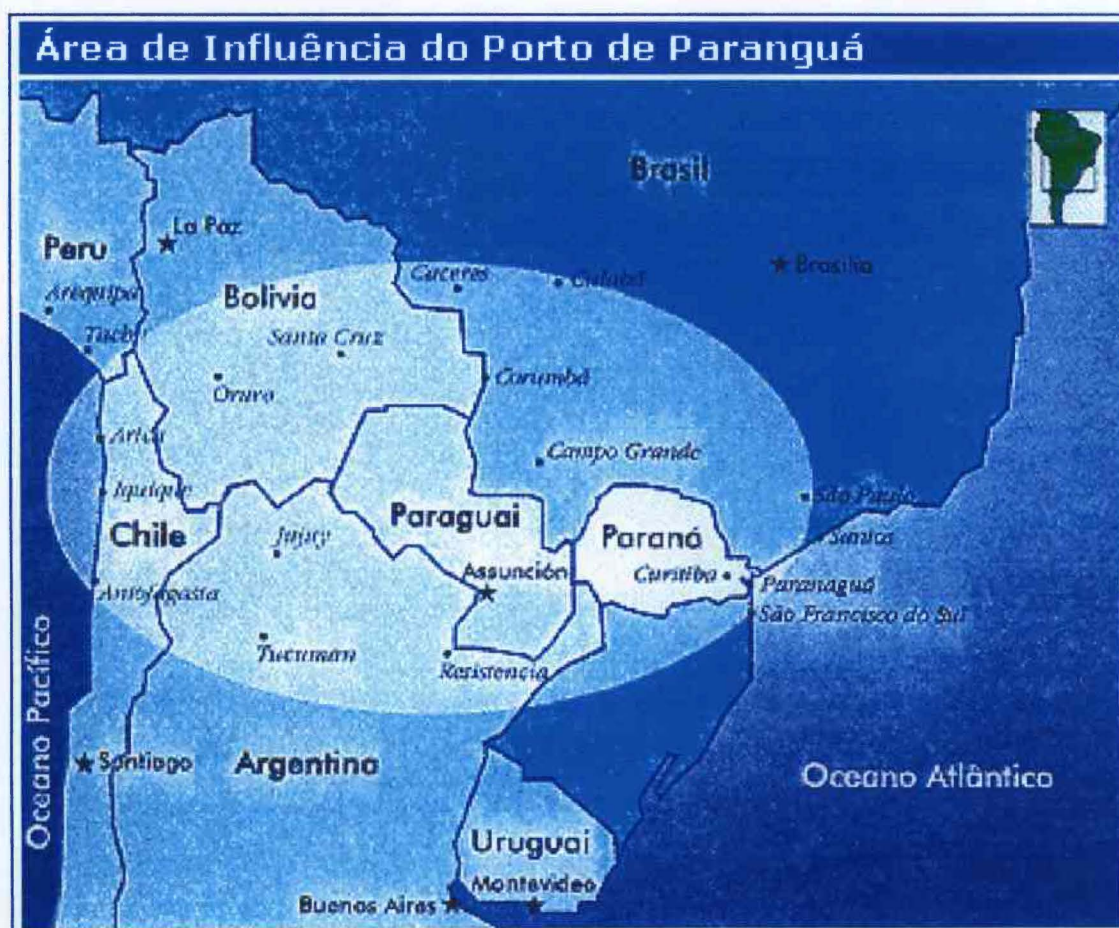 Área de Influência do Porto de Paranguá
Brasil
La Paz
Peru
Brasilia
Caceres
Cuiabá
Bolivia
Arequipa
Santa Cruz
Corumbá
Oruro
Arica
Campo Grande
Iquique
São Paulo
Paraguai
Chile
Jujuy
Paraná
Santos
Assunción
Curitiba
Paranaguá
Antofagasta
São Francisco do Sul
Tucuman
Resistencia
Oceano Pacífico
Santiago
Argentina
Oceano Atlântico
Uruguai
Montevideo
Buenos Aires